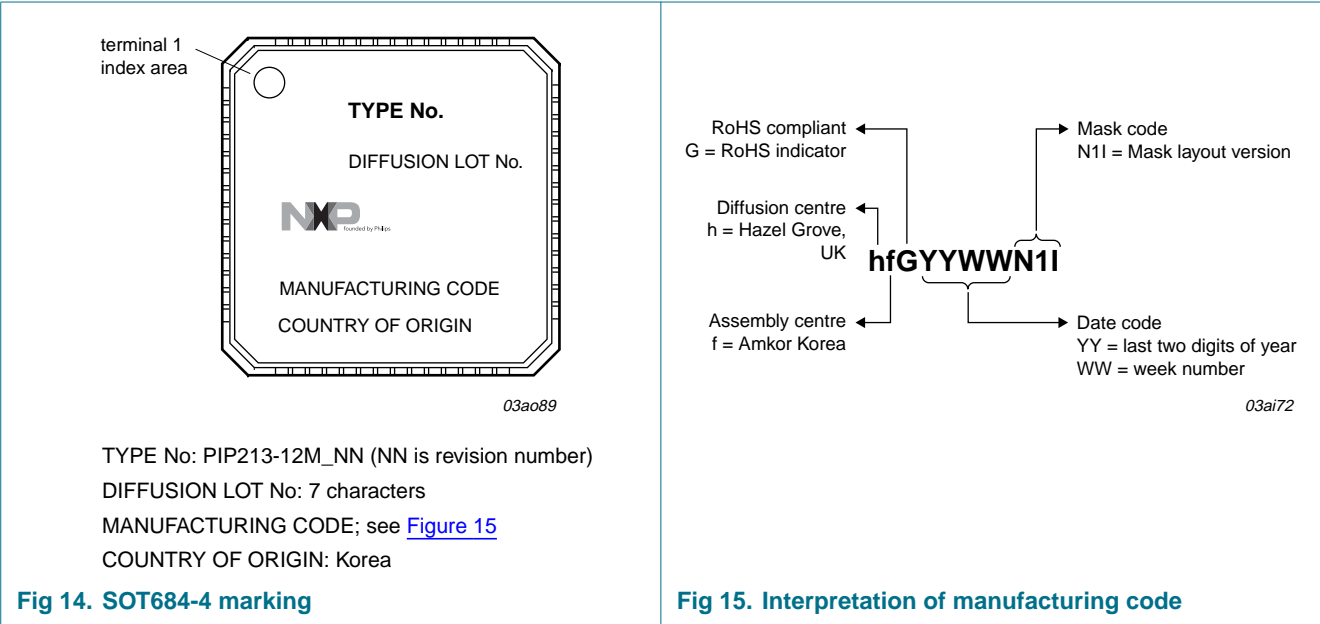 terminal 1
index area
TYPE No.
DIFFUSION LOT No.
NXP
founded by Philips
MANUFACTURING CODE
COUNTRY OF ORIGIN
03ao89
TYPE No: PIP213-12M_NN (NN is revision number)
DIFFUSION LOT No: 7 characters
MANUFACTURING CODE; see Figure 15
COUNTRY OF ORIGIN: Korea
Fig 14. SOT684-4 marking
RoHS compliant
G = RoHS indicator
Mask code
N1I = Mask layout version
Diffusion centre
h = Hazel Grove,
UK
hfGYYWWN1I
Assembly centre
f = Amkor Korea
Date code
YY = last two digits of year
WW = week number
03ai72
Fig 15. Interpretation of manufacturing code